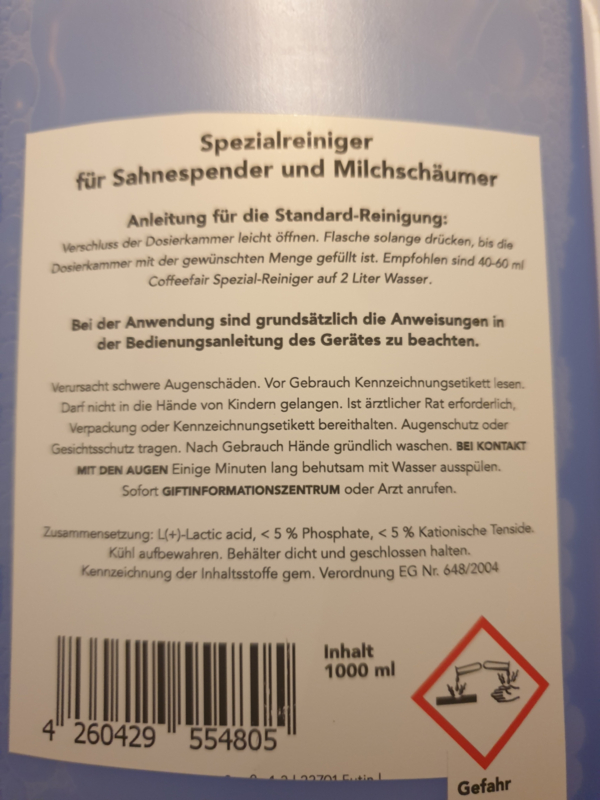 Spezialreiniger
für Sahnespender und Milchschäumer
Anleitung für die Standard-Reinigung:
Verschluss der Dosierkammer leicht öffnen. Flasche solange drücken, bis die
Dosierkammer mit der gewünschten Menge gefüllt ist. Empfohlen sind 40-60 ml
Coffeefair Spezial-Reiniger auf 2 Liter Wasser.
Bei der Anwendung sind grundsätzlich die Anweisungen in
der Bedienungsanleitung des Gerätes zu beachten.
Verursacht schwere Augenschäden. Vor Gebrauch Kennzeichnungsetikett lesen.
Darf nicht in die Hände von Kindern gelangen. Ist ärztlicher Rat erforderlich,
Verpackung oder Kennzeichnungsetikett bereithalten. Augenschutz oder
Gesichtsschutz tragen. Nach Gebrauch Hände gründlich waschen. BEI KONTAKT
MIT DEN AUGEN Einige Minuten lang behutsam mit Wasser ausspülen.
Sofort GIFTINFORMATIONSZENTRUM oder Arzt anrufen.
Zusammensetzung: L(+)-Lactic acid, < 5 % Phosphate, < 5 % Kationische Tenside.
Kühl aufbewahren. Behälter dicht und geschlossen halten.
Kennzeichnung der Inhaltsstoffe gem. Verordnung EG Nr. 648/2004
Inhalt
1000 ml
4 260429 554805
Gefahr